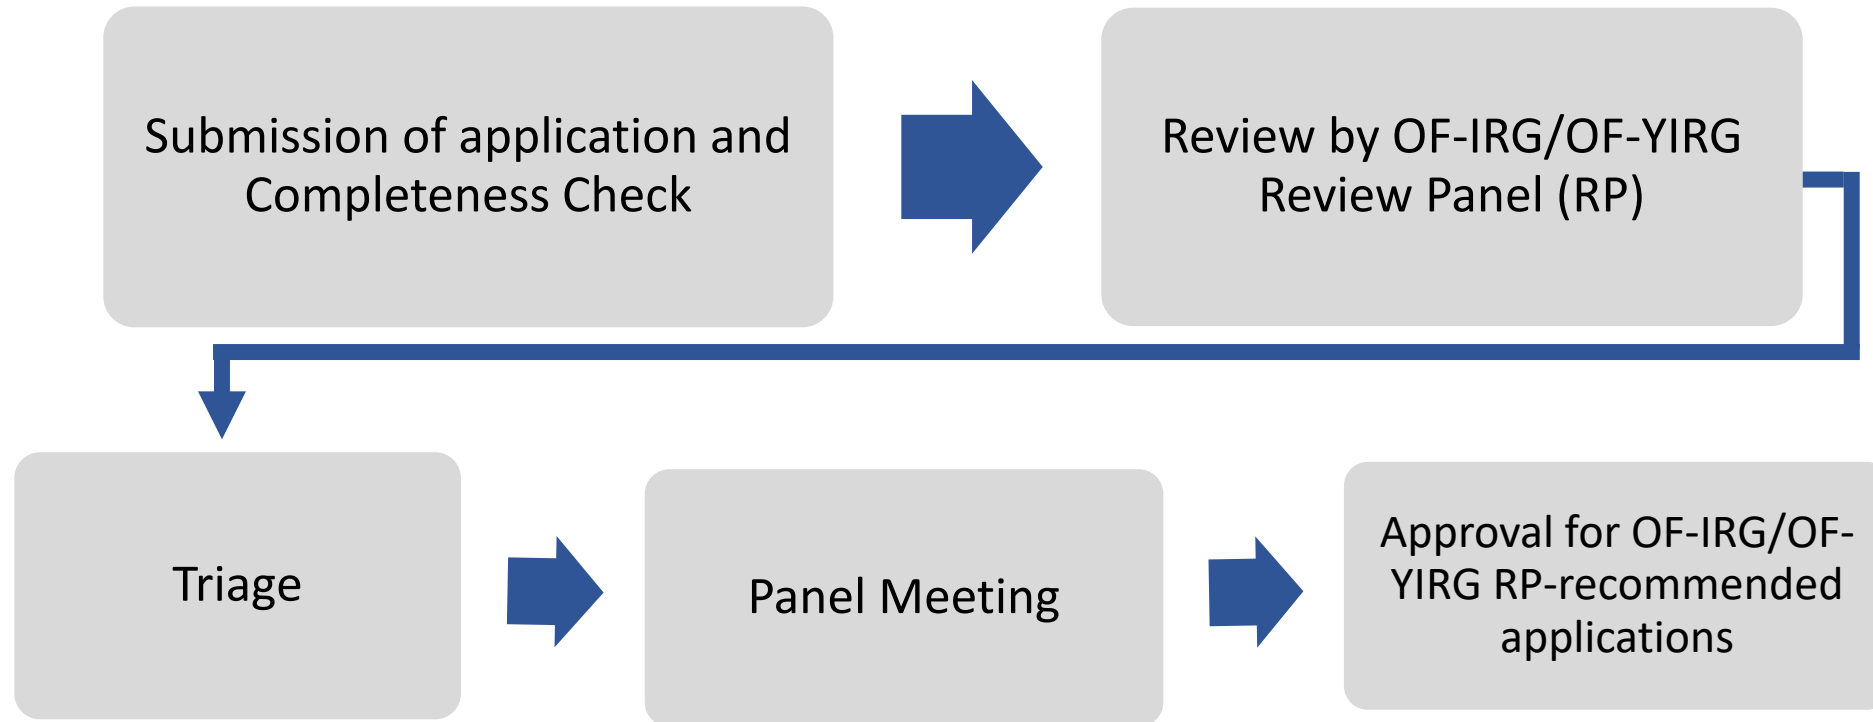 Submission of application and
Completeness Check
Review by OF-IRG/OF-YIRG
Review Panel (RP)
Triage
Panel Meeting
Approval for OF-IRG/OF-
YIRG RP-recommended
applications